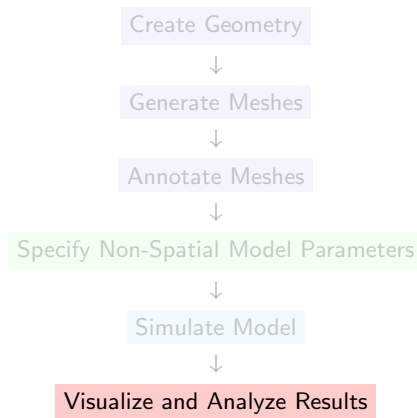 Create Geometry
↓
Generate Meshes
↓
Annotate Meshes
↓
Specify Non-Spatial Model Parameters
↓
Simulate Model
↓
Visualize and Analyze Results